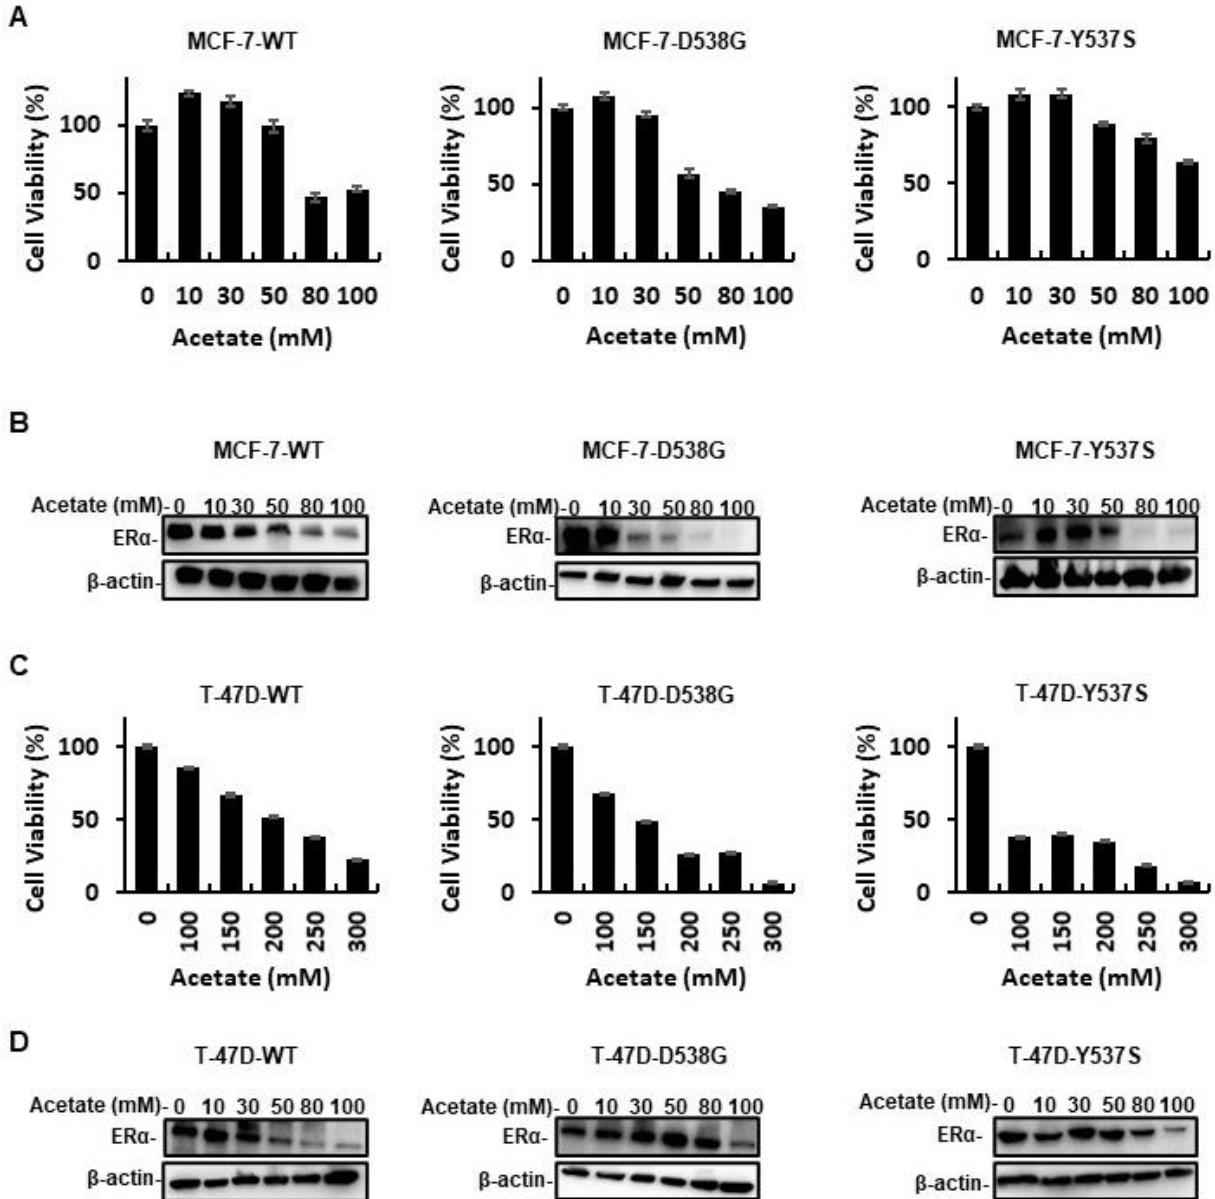 A
MCF-7-WT
MCF-7-D538G
MCF-7-Y537S
Cell Viability (%)
100
50
0
0 10 30 50 80 100
Acetate (mM)
Cell Viability (%)
100
50
0
0 10 30 50 80 100
Acetate (mM)
Cell Viability (%)
100
50
0
0 10 30 50 80 100
Acetate (mM)
B
MCF-7-WT
MCF-7-D538G
MCF-7-Y537S
Acetate (mM)- 0 10 30 50 80 100
ERα-
β-actin-
Acetate (mM)- 0 10 30 50 80 100
ERα-
β-actin-
Acetate (mM)- 0 10 30 50 80 100
ERα-
β-actin-
C
T-47D-WT
T-47D-D538G
T-47D-Y537S
Cell Viability (%)
100
50
0
0 100 150 200 250 300
Acetate (mM)
Cell Viability (%)
100
50
0
0 100 150 200 250 300
Acetate (mM)
Cell Viability (%)
100
50
0
0 100 150 200 250 300
Acetate (mM)
D
T-47D-WT
T-47D-D538G
T-47D-Y537S
Acetate (mM)- 0 10 30 50 80 100
ERα-
β-actin-
Acetate (mM)- 0 10 30 50 80 100
ERα-
β-actin-
Acetate (mM)- 0 10 30 50 80 100
ERα-
β-actin-